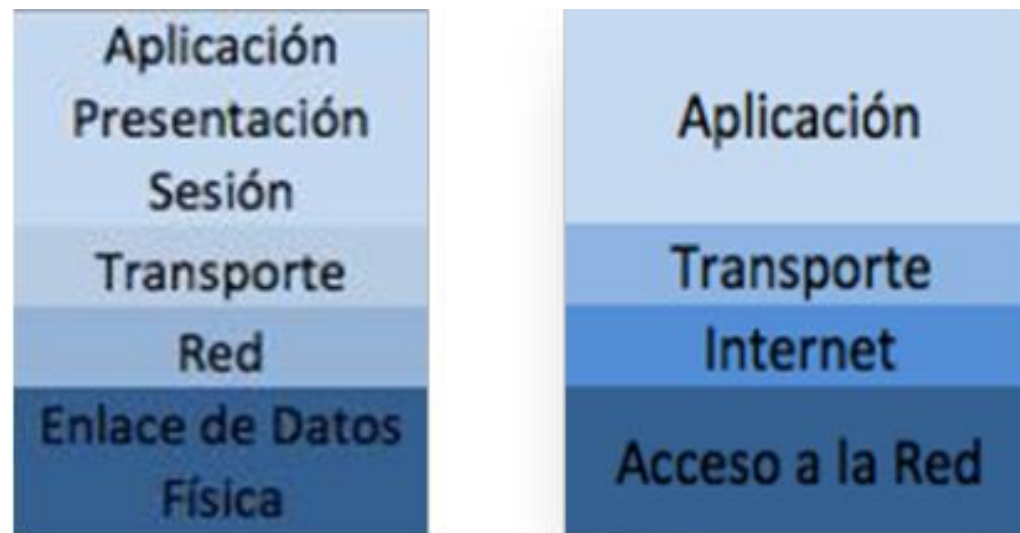 Aplicación
Presentación
Sesión
Transporte
Red
Enlace de Datos
Física
Aplicación
Transporte
Internet
Acceso a la Red